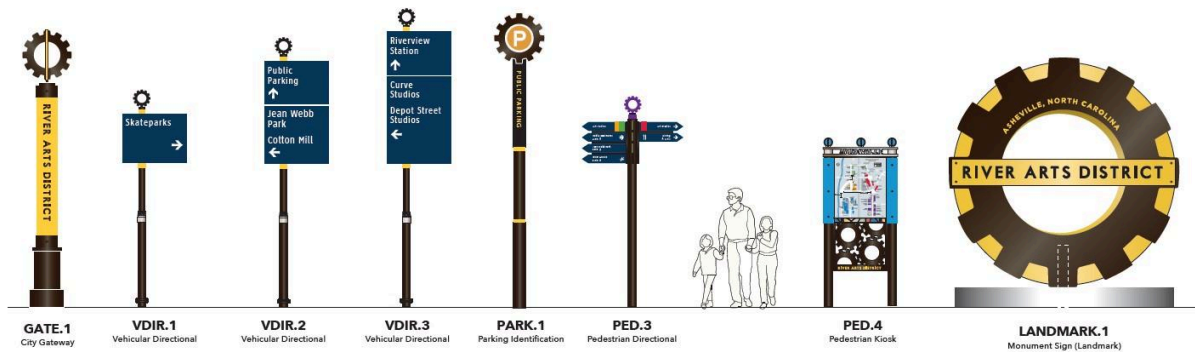 RIVER ARTS DISTRICT
Skateparks
→
Public
Parking
↑
Jean Webb
Park
Cotton Mill
←
Riverview
Station
↑
Curve
Studios
Depot Street
Studios
←
P
PUBLIC PARKING
RIVER ARTS DISTRICT
ASHEVILLE, NORTH CAROLINA
RIVER ARTS DISTRICT
GATE.1
City Gateway
VDIR.1
Vehicular Directional
VDIR.2
Vehicular Directional
VDIR.3
Vehicular Directional
PARK.1
Parking Identification
PED.3
Pedestrian Directional
PED.4
Pedestrian Kiosk
LANDMARK.1
Monument Sign (Landmark)